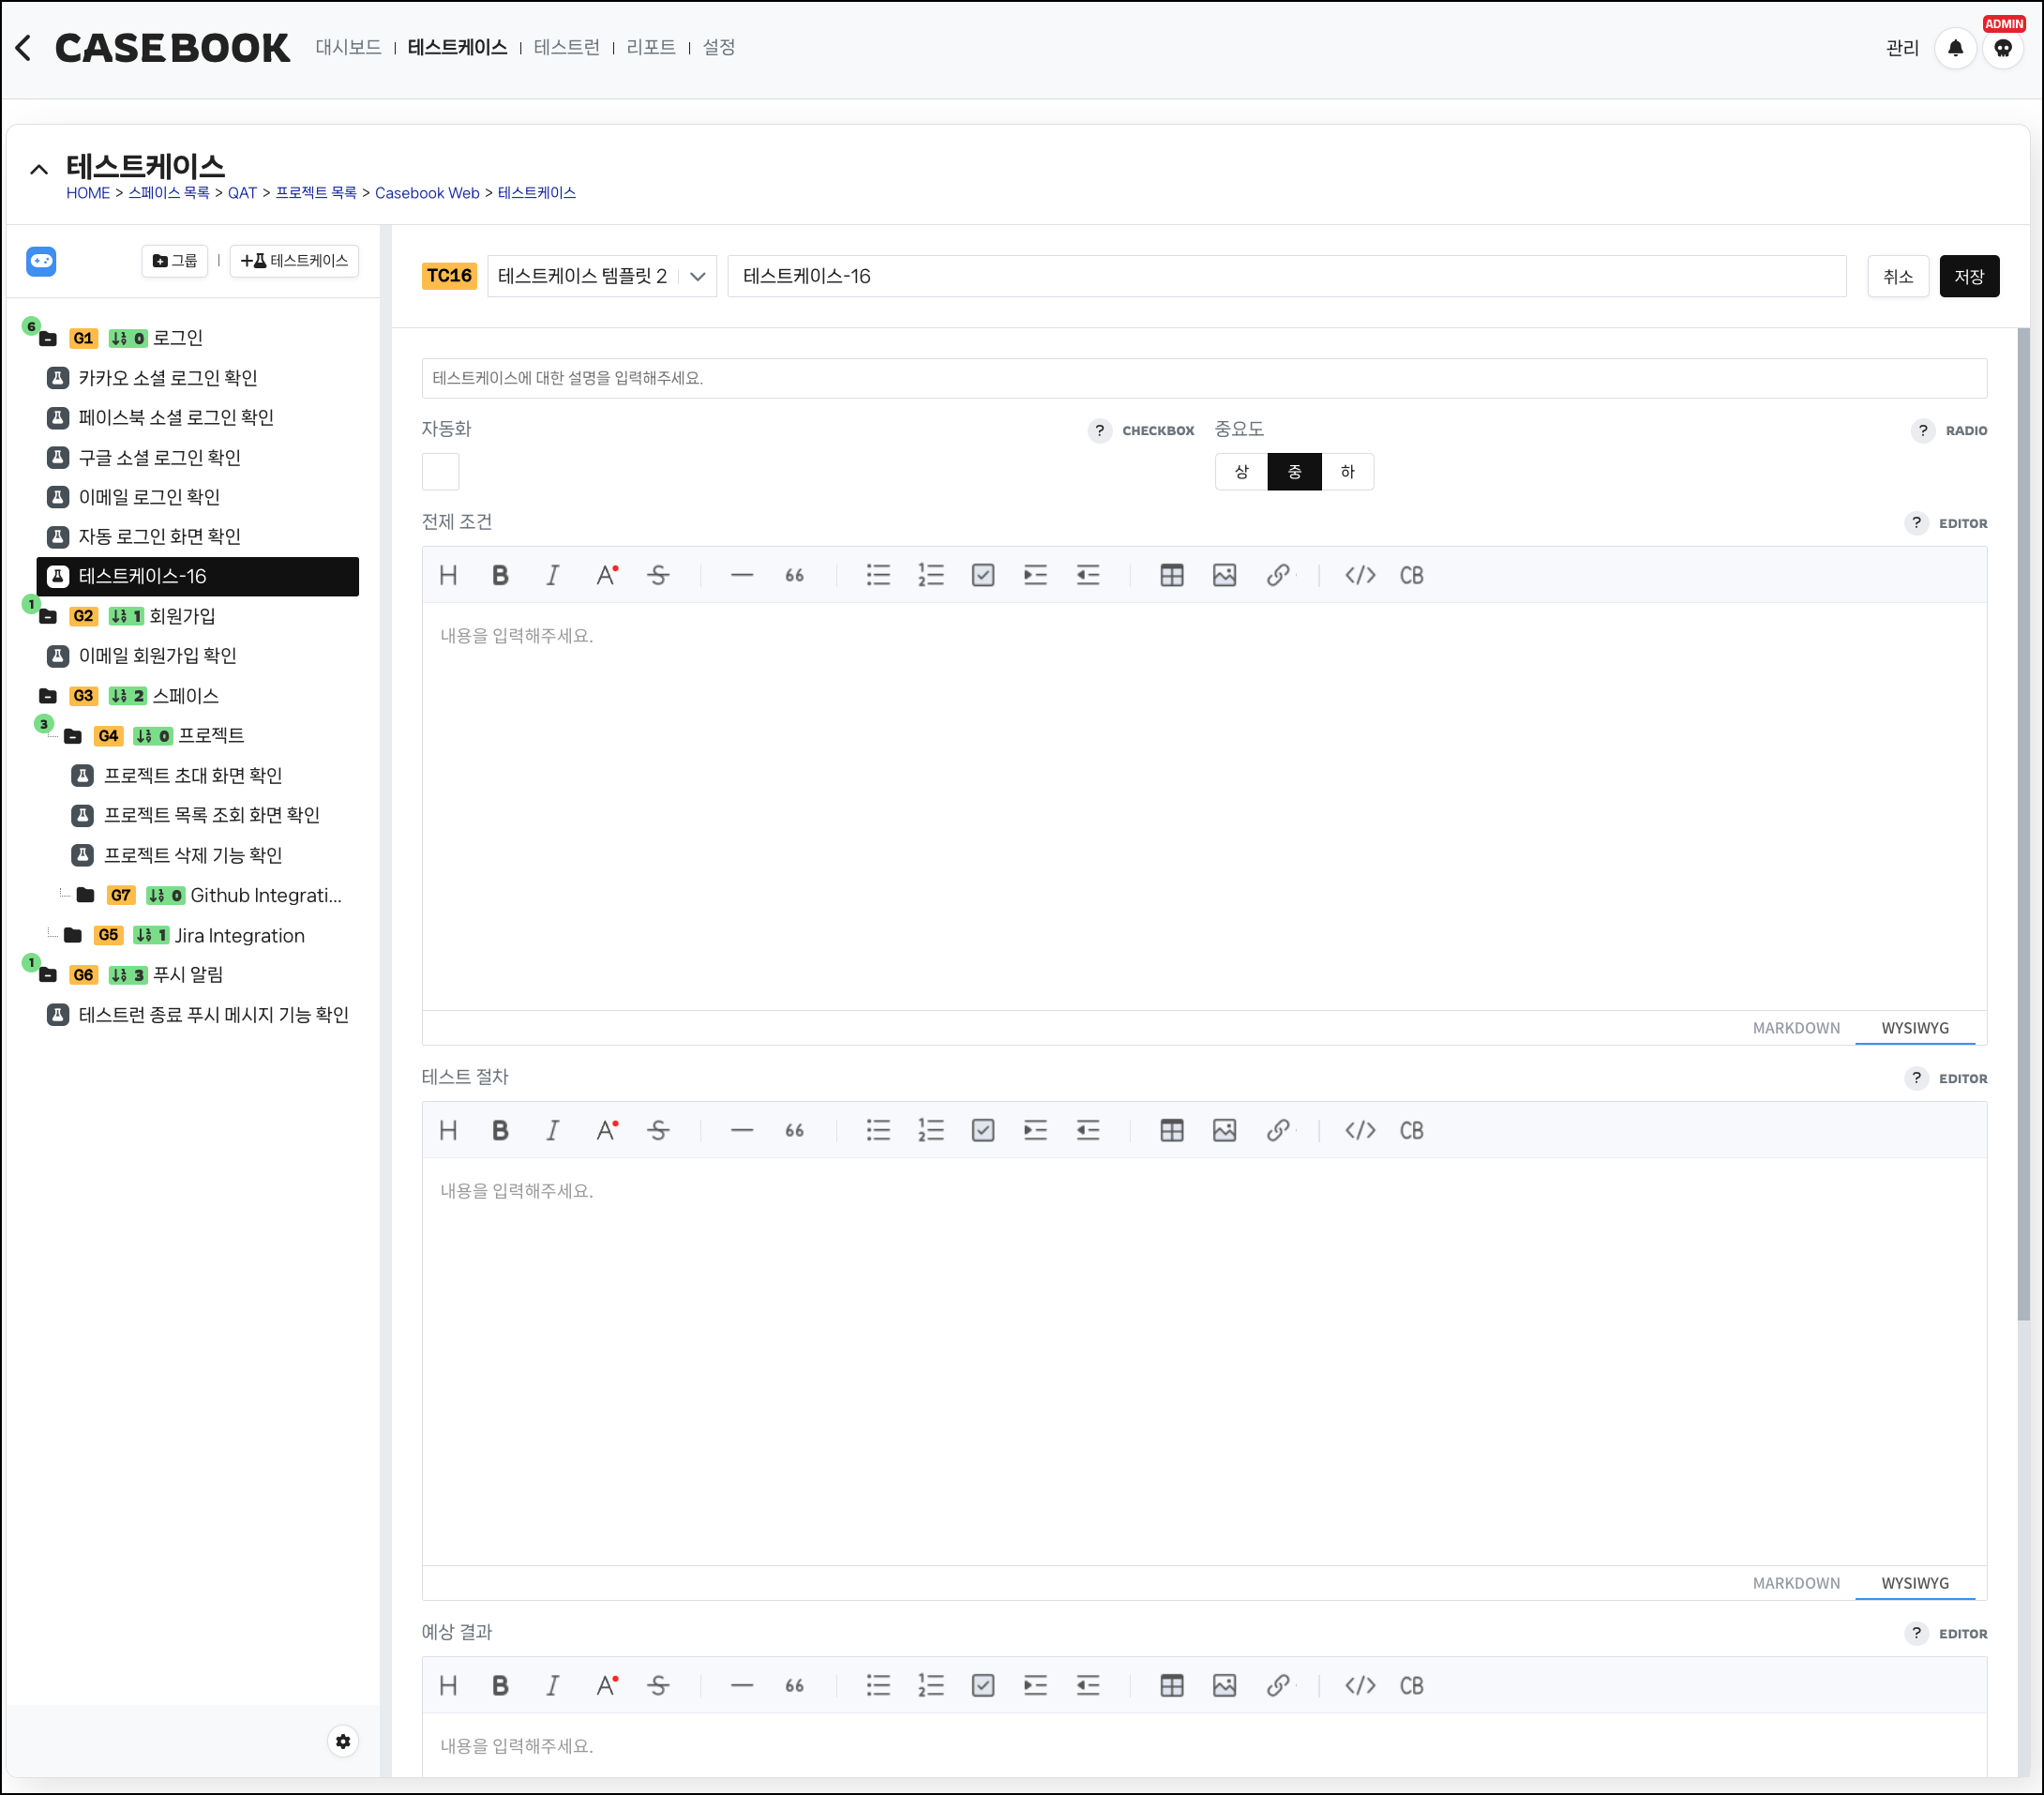 CASEBOOK 대시보드 | 테스트케이스 | 테스트런 | 리포트 | 설정 관리 ADMIN
테스트케이스
HOME > 스페이스 목록 > QAT > 프로젝트 목록 > Casebook Web > 테스트케이스
그룹 | 테스트케이스
6
G1 0 로그인
카카오 소셜 로그인 확인
페이스북 소셜 로그인 확인
구글 소셜 로그인 확인
이메일 로그인 확인
자동 로그인 화면 확인
테스트케이스-16
1
G2 1 회원가입
이메일 회원가입 확인
G3 2 스페이스
3
G4 0 프로젝트
프로젝트 초대 화면 확인
프로젝트 목록 조회 화면 확인
프로젝트 삭제 기능 확인
G7 0 Github Integrati...
G5 1 Jira Integration
1
G6 3 푸시 알림
테스트런 종료 푸시 메시지 기능 확인
TC16 테스트케이스 템플릿 2 테스트케이스-16 취소 저장
테스트케이스에 대한 설명을 입력해주세요.
자동화 ? CHECKBOX 중요도 ? RADIO
상 중 하
전제 조건 ? EDITOR
H B I A S — 66 </> CB
내용을 입력해주세요.
MARKDOWN WYSIWYG
테스트 절차 ? EDITOR
H B I A S — 66 </> CB
내용을 입력해주세요.
MARKDOWN WYSIWYG
예상 결과 ? EDITOR
H B I A S — 66 </> CB
내용을 입력해주세요.